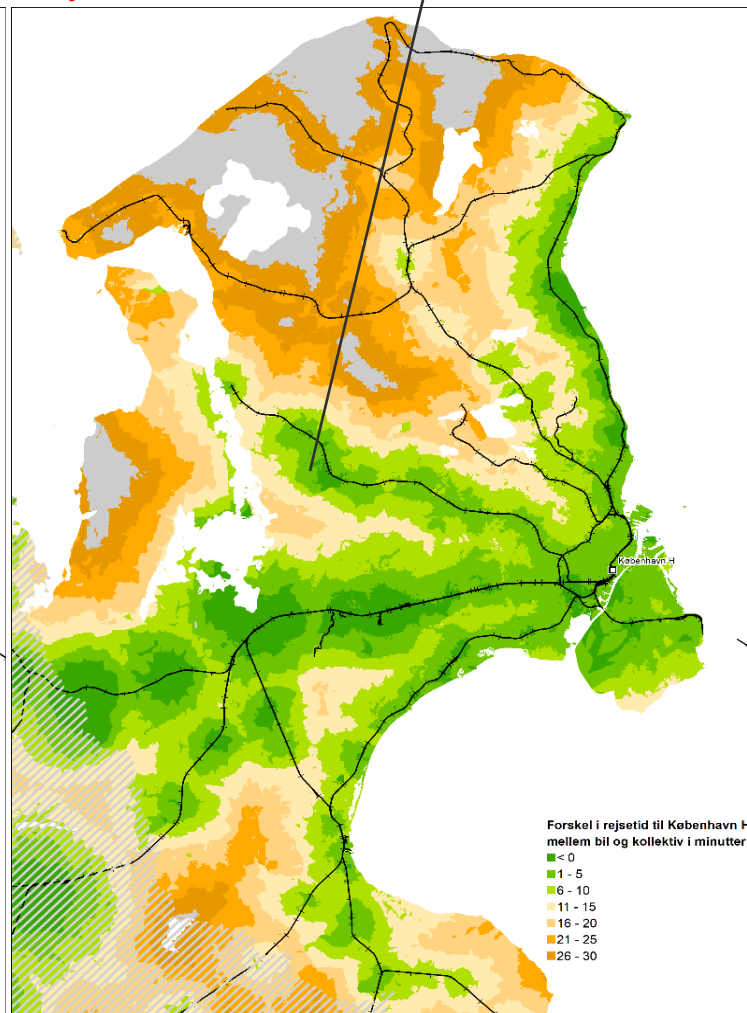 København H
Forskel i rejsetid til København H
mellem bil og kollektiv i minutter
< 0
1 - 5
6 - 10
11 - 15
16 - 20
21 - 25
26 - 30